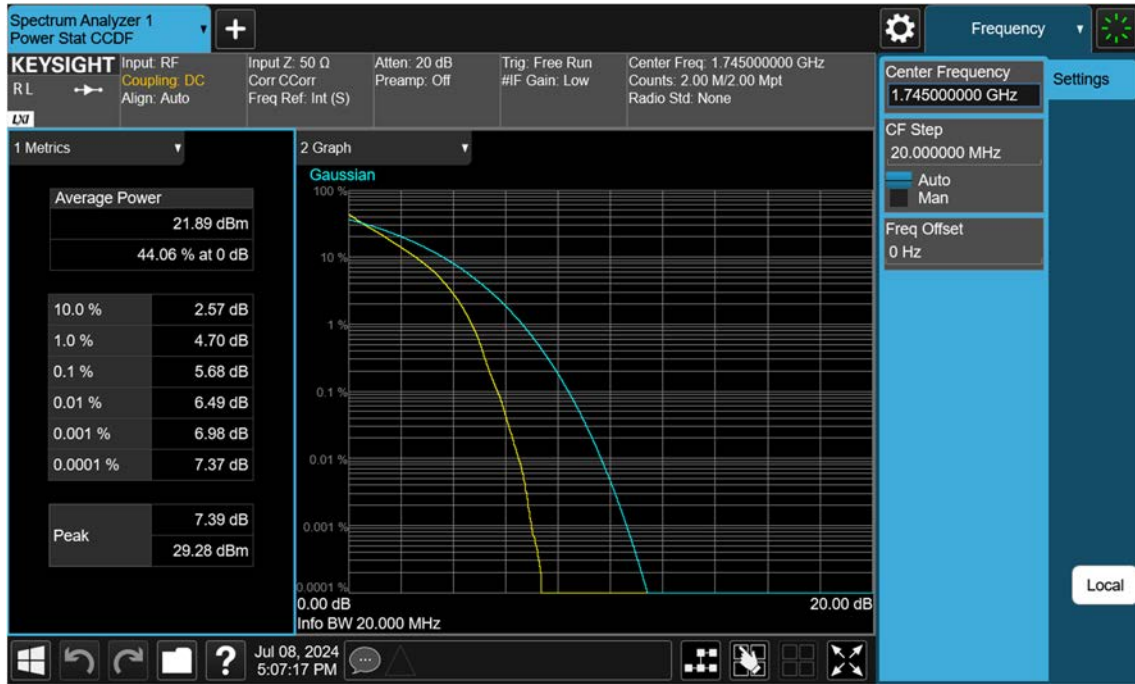 Spectrum Analyzer 1
Power Stat CCDF
+
Frequency
KEYSIGHT
RL
LXI
Input: RF
Coupling: DC
Align: Auto
Input Z: 50 Ω
Corr CCorr
Freq Ref: Int (S)
Atten: 20 dB
Preamp: Off
Trig: Free Run
#IF Gain: Low
Center Freq: 1.745000000 GHz
Counts: 2.00 M/2.00 Mpt
Radio Std: None
Center Frequency
1.745000000 GHz
Settings
CF Step
20.000000 MHz
Auto
Man
Freq Offset
0 Hz
Local
1 Metrics
Average Power
21.89 dBm
44.06 % at 0 dB
10.0 % 2.57 dB
1.0 % 4.70 dB
0.1 % 5.68 dB
0.01 % 6.49 dB
0.001 % 6.98 dB
0.0001 % 7.37 dB
Peak
7.39 dB
29.28 dBm
2 Graph
Gaussian
100 %
10 %
1 %
0.1 %
0.01 %
0.001 %
0.0001 %
0.00 dB 20.00 dB
Info BW 20.000 MHz
?
Jul 08, 2024
5:07:17 PM